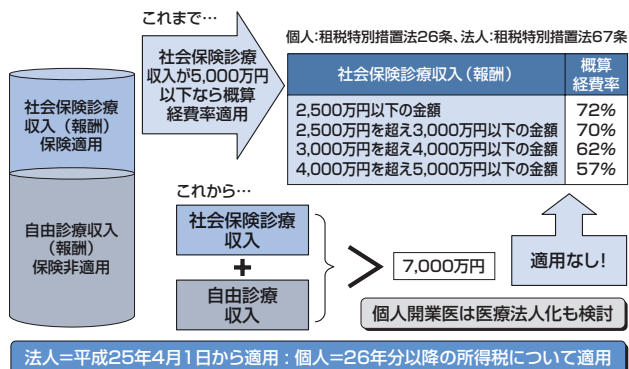 これまで…
社会保険診療
収入が5,000万円
以下なら概算
経費率適用
個人:租税特別措置法26条、法人:租税特別措置法67条
社会保険診療収入(報酬)
概算
経費率
2,500万円以下の金額 72%
2,500万円を超え3,000万円以下の金額 70%
3,000万円を超え4,000万円以下の金額 62%
4,000万円を超え5,000万円以下の金額 57%
社会保険診療
収入(報酬)
保険適用
自由診療収入
(報酬)
保険非適用
これから…
社会保険診療
収入
+
自由診療
収入
>
7,000万円
適用なし!
個人開業医は医療法人化も検討
法人=平成25年4月1日から適用:個人=26年分以降の所得税について適用